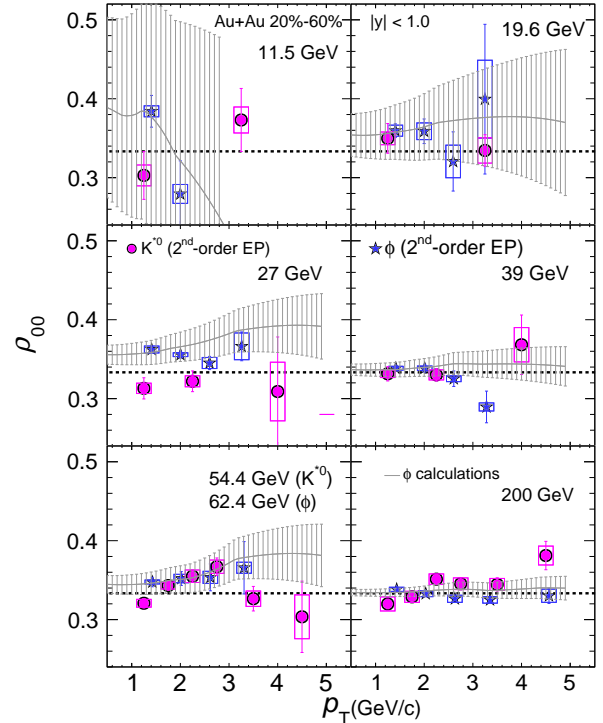 Au+Au 20%-60%
11.5 GeV
|y| < 1.0
19.6 GeV
0.5
0.4
0.3
K*0 (2nd-order EP)
27 GeV
ϕ (2nd-order EP)
39 GeV
0.5
0.4
0.3
ρ00
54.4 GeV (K*0)
62.4 GeV (ϕ)
ϕ calculations
200 GeV
0.5
0.4
0.3
1 2 3 4 5 1 2 3 4 5
pT(GeV/c)